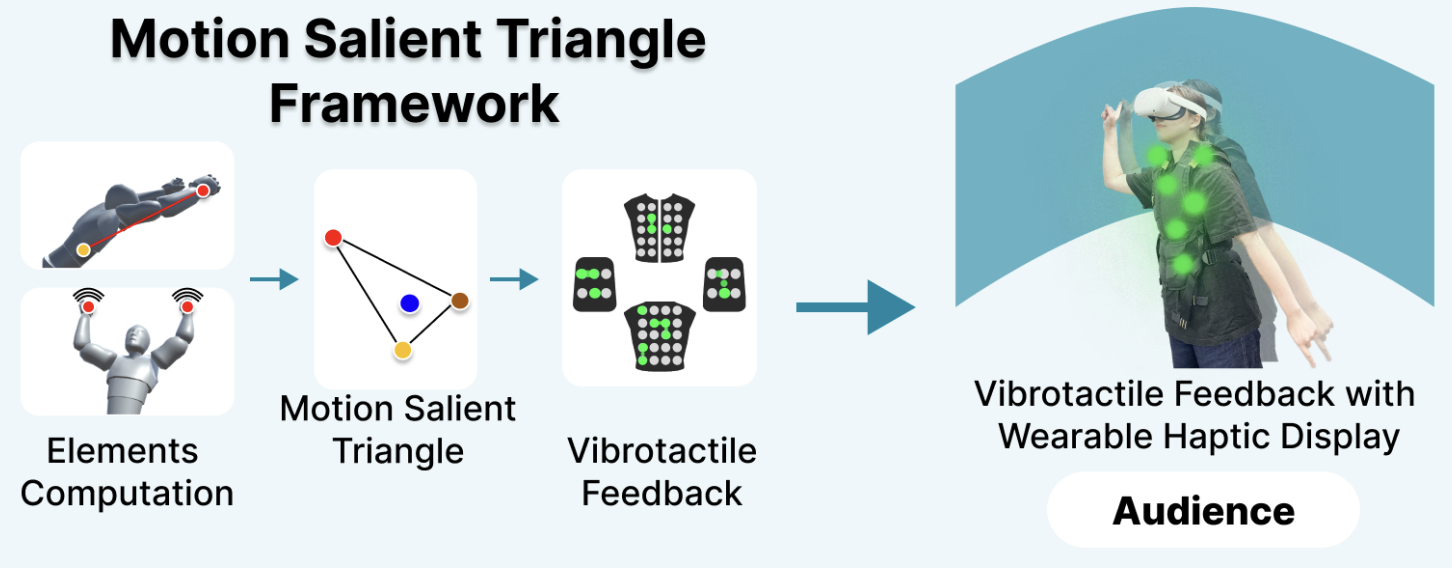 Motion Salient Triangle
Framework
Elements
Computation
Motion Salient
Triangle
Vibrotactile
Feedback
Vibrotactile Feedback with
Wearable Haptic Display
Audience